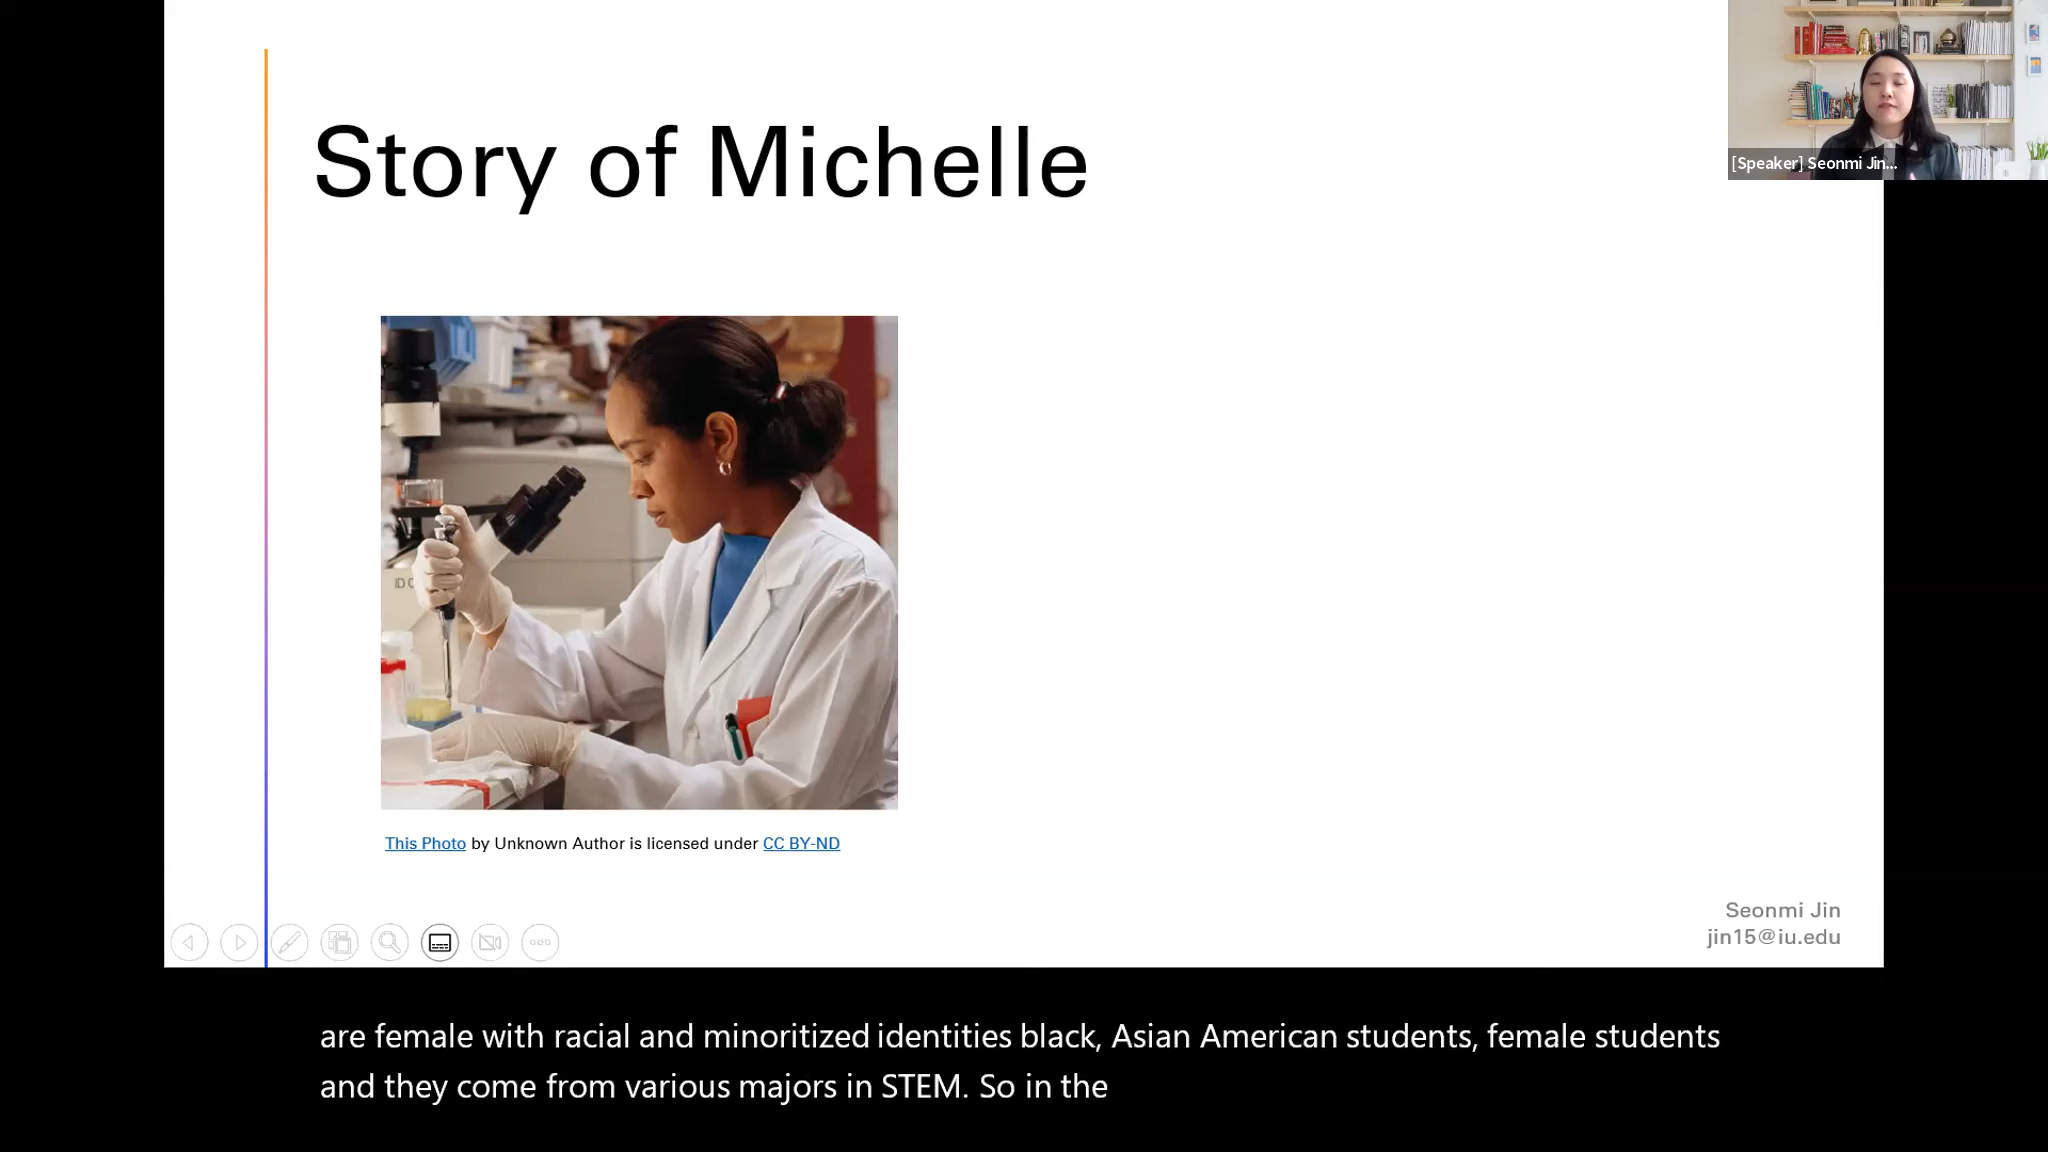 Story of Michelle
[Speaker] Seonmi Jin...
This Photo by Unknown Author is licensed under CC BY-ND
Seonmi Jin
jin15@iu.edu
are female with racial and minoritized identities black, Asian American students, female students
and they come from various majors in STEM. So in the